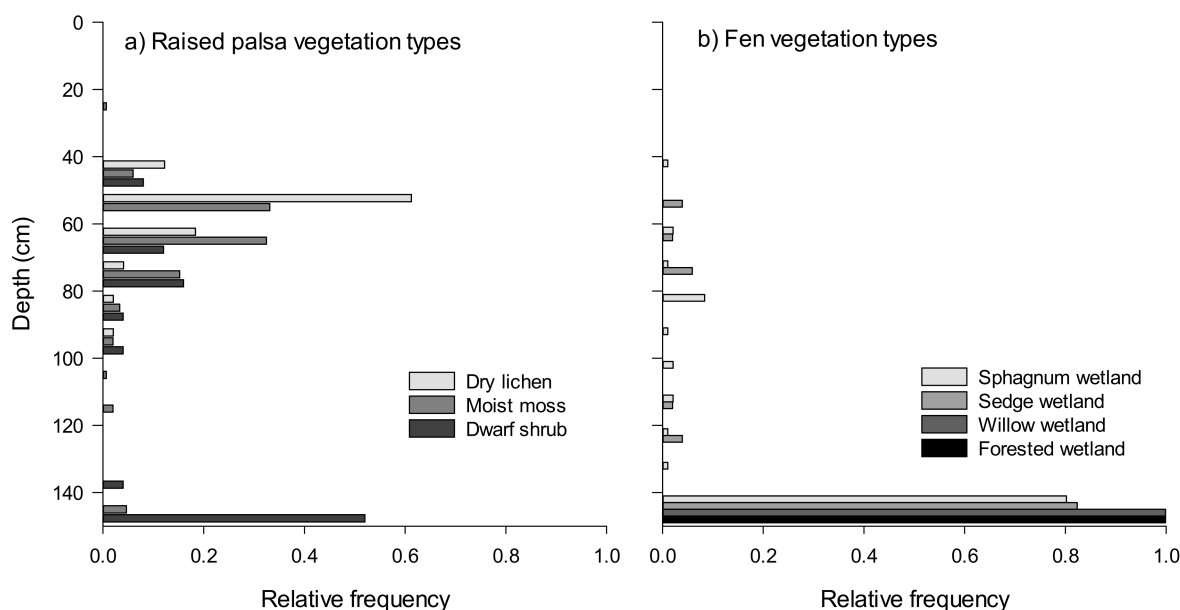 a) Raised palsa vegetation types
Depth (cm)
0
20
40
60
80
100
120
140
Dry lichen
Moist moss
Dwarf shrub
0.0 0.2 0.4 0.6 0.8 1.0
Relative frequency
b) Fen vegetation types
Sphagnum wetland
Sedge wetland
Willow wetland
Forested wetland
0.0 0.2 0.4 0.6 0.8 1.0
Relative frequency